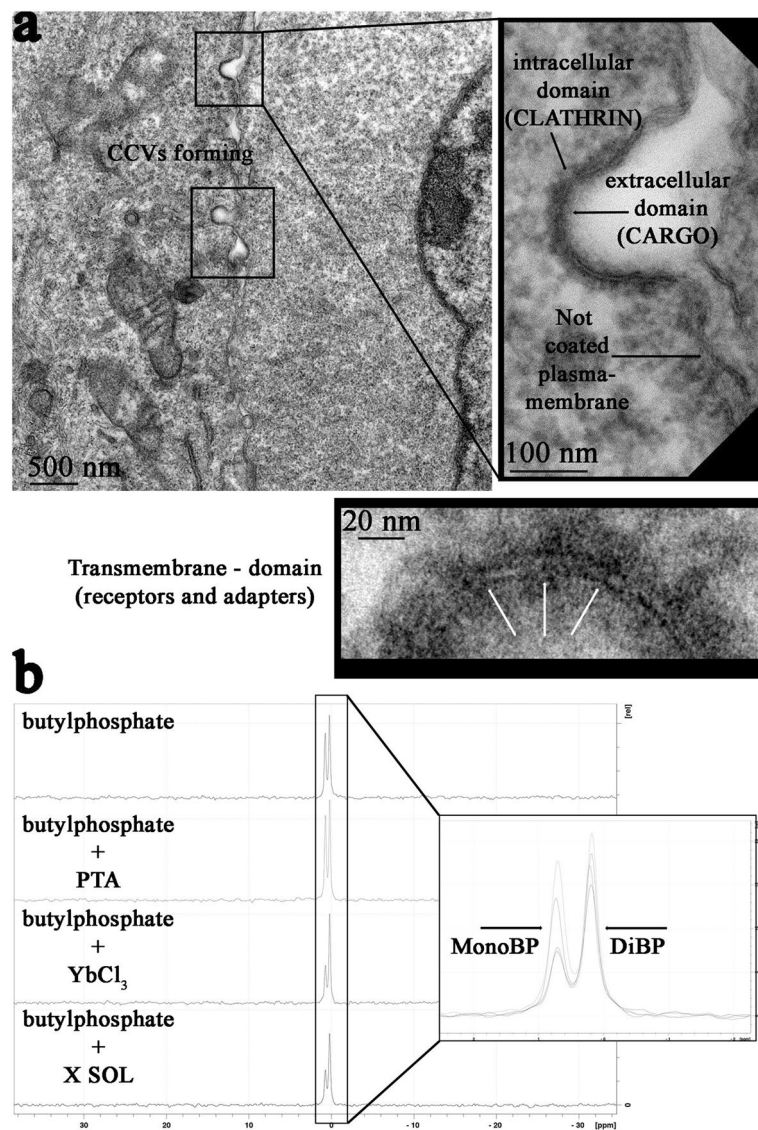 a
CCVs forming
500 nm
intracellular
domain
(CLATHRIN)
extracellular
domain
(CARGO)
Not
coated
plasma-
membrane
100 nm
20 nm
Transmembrane - domain
(receptors and adapters)
b
butylphosphate
[rel]
butylphosphate
+
PTA
butylphosphate
+
YbCl3
butylphosphate
+
X SOL
MonoBP
DiBP
0
30
20
10
0
- 10
- 20
- 30
[ppm]